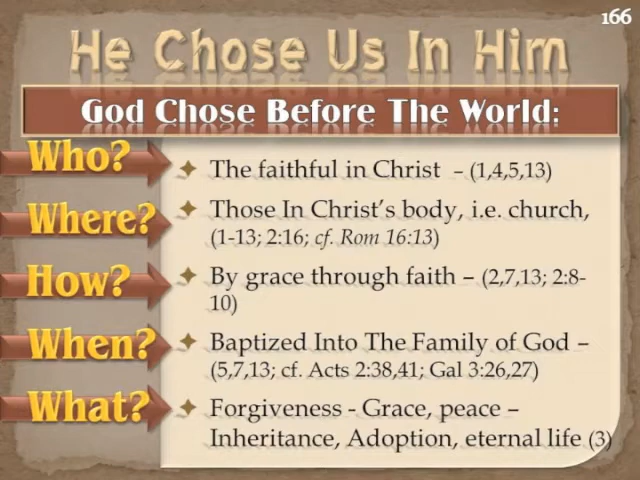 166
He Chose Us In Him
God Chose Before The World:
Who?
The faithful in Christ – (1,4,5,13)
Where?
Those In Christ's body, i.e. church,
(1-13; 2:16; cf. Rom 16:13)
How?
By grace through faith – (2,7,13; 2:8-
10)
When?
Baptized Into The Family of God –
(5,7,13; cf. Acts 2:38,41; Gal 3:26,27)
What?
Forgiveness - Grace, peace –
Inheritance, Adoption, eternal life (3)